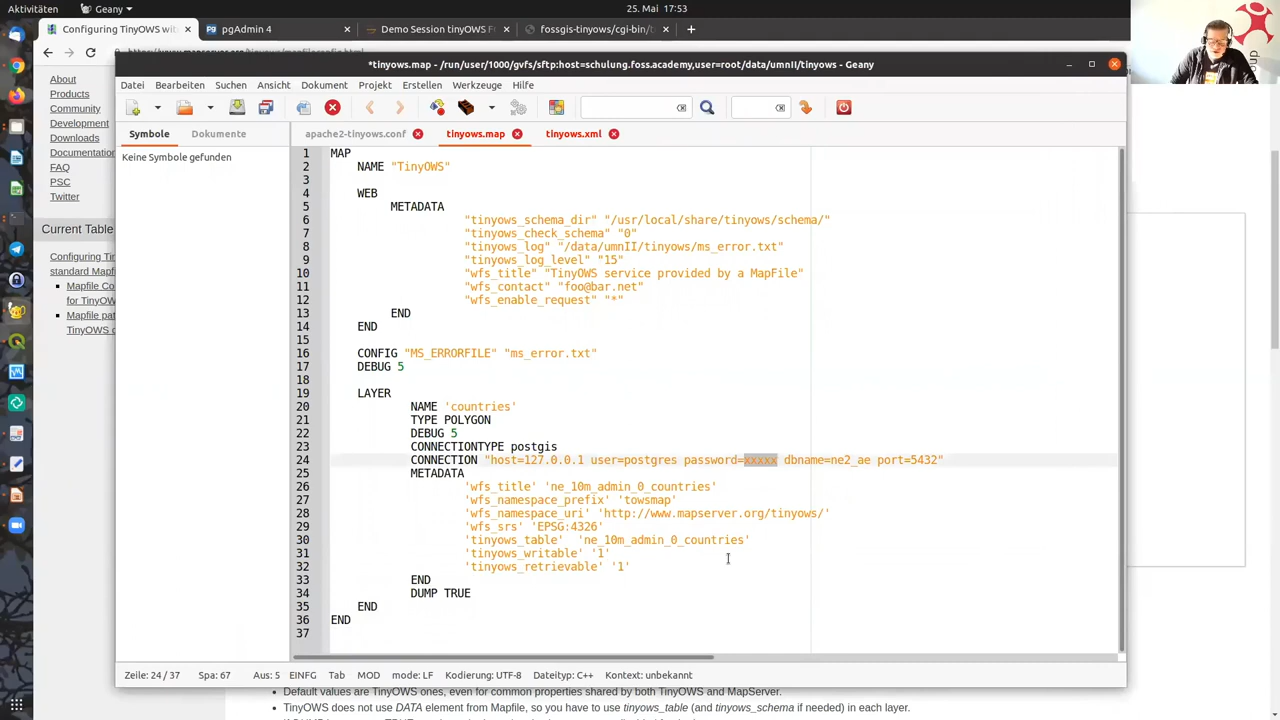 Aktivitäten
Geany
25. Mai 17:53
Configuring TinyOWS wit
pgAdmin 4
Demo Session tinyOWS F
fossgis-tinyows/cgi-bin/t
*tinyows.map - /run/user/1000/gvfs/sftp:host=schulung.foss.academy,user=root/data/umnII/tinyows - Geany
Datei Bearbeiten Suchen Ansicht Dokument Projekt Erstellen Werkzeuge Hilfe
Symbole Dokumente
apache2-tinyows.conf tinyows.map tinyows.xml
Keine Symbole gefunden
About
Products
Community
Development
Downloads
Documentatio
FAQ
PSC
Twitter
Current Table
Configuring Tin
standard Mapfi
Mapfile Co
for TinyOW
Mapfile pat
TinyOWS c
1 MAP
2 NAME "TinyOWS"
3
4 WEB
5 METADATA
6 "tinyows_schema_dir" "/usr/local/share/tinyows/schema/"
7 "tinyows_check_schema" "0"
8 "tinyows_log" "/data/umnII/tinyows/ms_error.txt"
9 "tinyows_log_level" "15"
10 "wfs_title" "TinyOWS service provided by a MapFile"
11 "wfs_contact" "foo@bar.net"
12 "wfs_enable_request" "*"
13 END
14 END
15
16 CONFIG "MS_ERRORFILE" "ms_error.txt"
17 DEBUG 5
18
19 LAYER
20 NAME 'countries'
21 TYPE POLYGON
22 DEBUG 5
23 CONNECTIONTYPE postgis
24 CONNECTION "host=127.0.0.1 user=postgres password=xxxxx dbname=ne2_ae port=5432"
25 METADATA
26 'wfs_title' 'ne_10m_admin_0_countries'
27 'wfs_namespace_prefix' 'towsmap'
28 'wfs_namespace_uri' 'http://www.mapserver.org/tinyows/'
29 'wfs_srs' 'EPSG:4326'
30 'tinyows_table' 'ne_10m_admin_0_countries'
31 'tinyows_writable' '1'
32 'tinyows_retrievable' '1'
33 END
34 DUMP TRUE
35 END
36 END
37
Zeile: 24 / 37 Spa: 67 Aus: 5 EINFG Tab MOD mode: LF Kodierung: UTF-8 Dateityp: C++ Kontext: unbekannt
Default values are TinyOWS ones, even for common properties shared by both TinyOWS and MapServer.
TinyOWS does not use DATA element from Mapfile, so you have to use tinyows_table (and tinyows_schema if needed) in each layer.